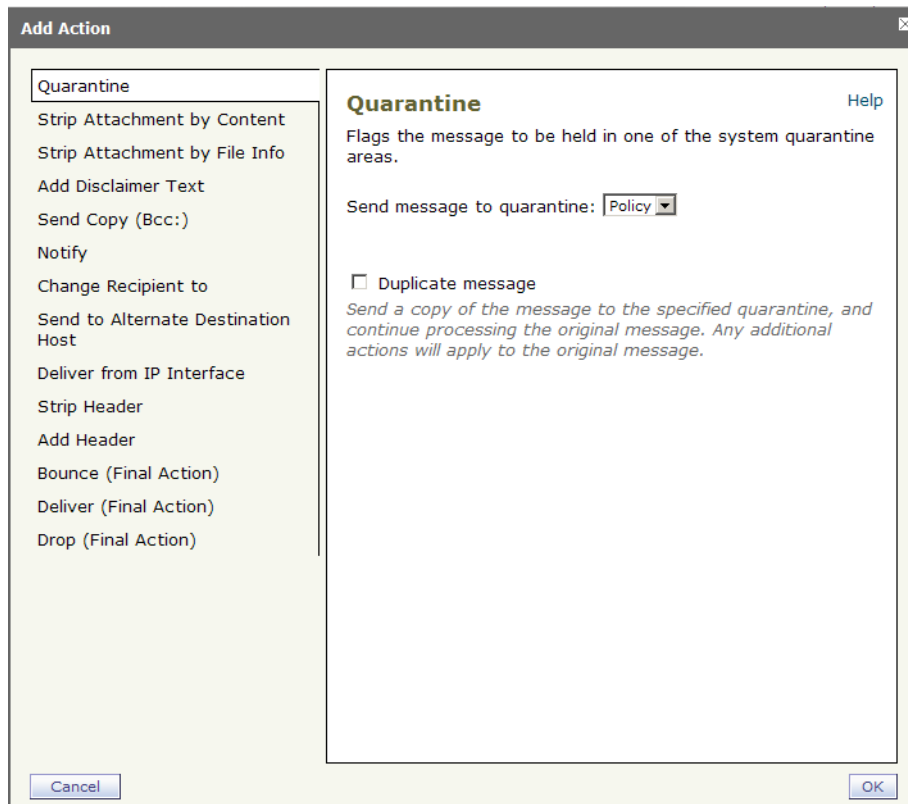 Add Action
Quarantine
Strip Attachment by Content
Strip Attachment by File Info
Add Disclaimer Text
Send Copy (Bcc:)
Notify
Change Recipient to
Send to Alternate Destination
Host
Deliver from IP Interface
Strip Header
Add Header
Bounce (Final Action)
Deliver (Final Action)
Drop (Final Action)
Quarantine
Help
Flags the message to be held in one of the system quarantine
areas.
Send message to quarantine: Policy
Duplicate message
Send a copy of the message to the specified quarantine, and
continue processing the original message. Any additional
actions will apply to the original message.
Cancel
OK